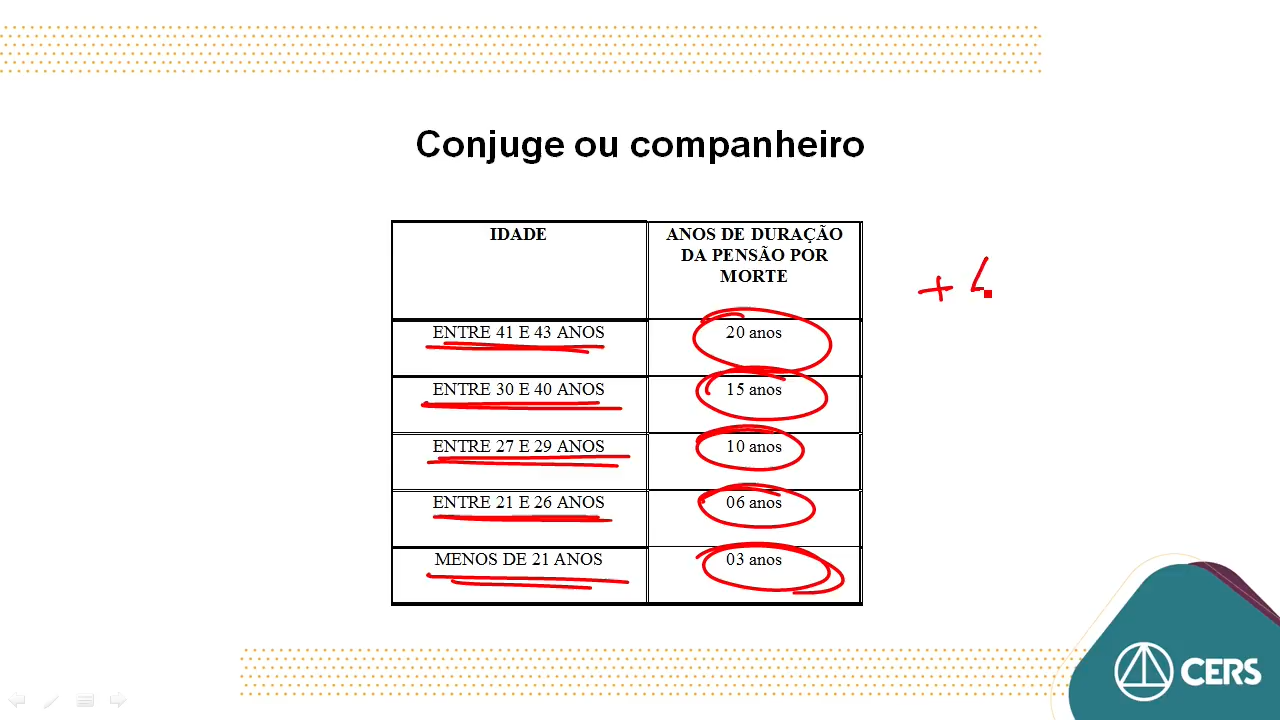 Conjuge ou companheiro
IDADE
ANOS DE DURAÇÃO
DA PENSÃO POR
MORTE
ENTRE 41 E 43 ANOS
20 anos
ENTRE 30 E 40 ANOS
15 anos
ENTRE 27 E 29 ANOS
10 anos
ENTRE 21 E 26 ANOS
06 anos
MENOS DE 21 ANOS
03 anos
+
CERS